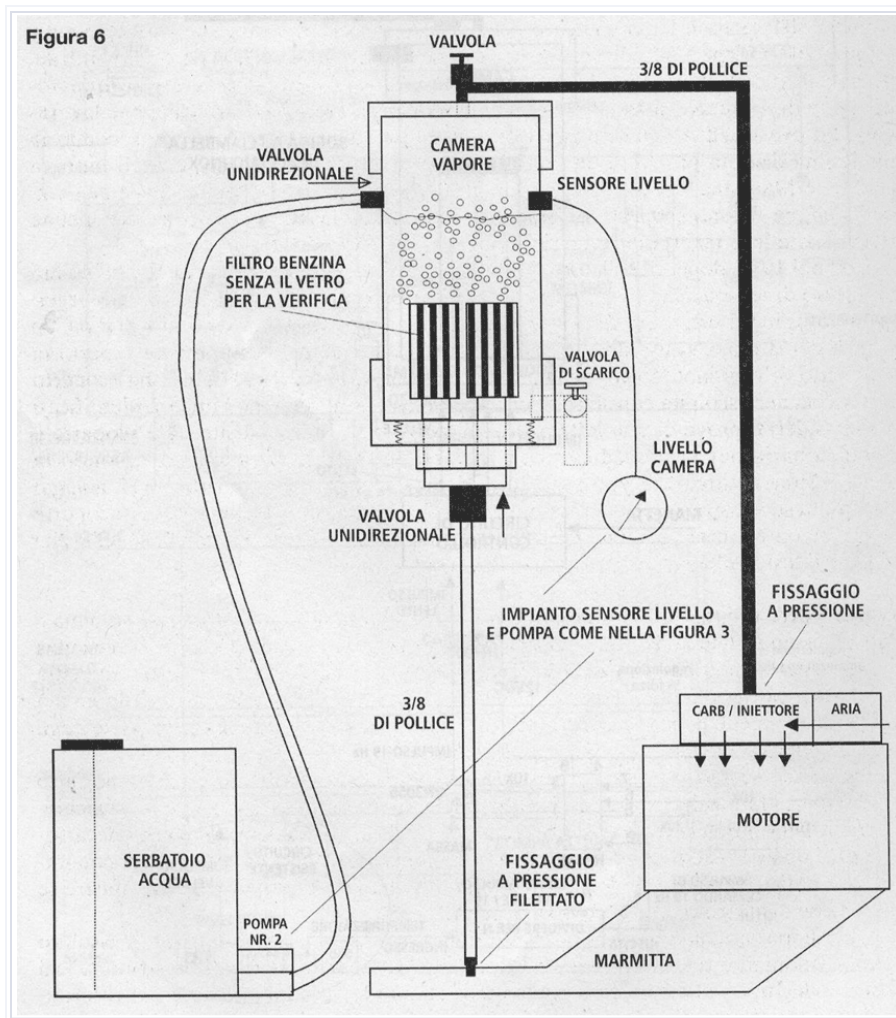 Figura 6
VALVOLA
3/8 DI POLLICE
CAMERA
VAPORE
VALVOLA
UNIDIREZIONALE
SENSORE LIVELLO
FILTRO BENZINA
SENZA IL VETRO
PER LA VERIFICA
VALVOLA
DI SCARICO
LIVELLO
CAMERA
VALVOLA
UNIDIREZIONALE
IMPIANTO SENSORE LIVELLO
E POMPA COME NELLA FIGURA 3
FISSAGGIO
A PRESSIONE
3/8
DI POLLICE
CARB / INIETTORE
ARIA
MOTORE
SERBATOIO
ACQUA
FISSAGGIO
A PRESSIONE
FILETTATO
POMPA
NR. 2
MARMITTA